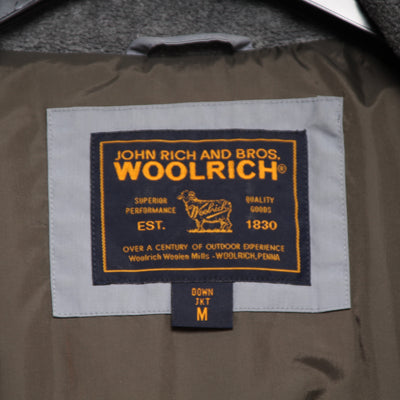 JOHN RICH AND BROS.
WOOLRICH®
SUPERIOR PERFORMANCE
Woolrich
QUALITY GOODS
EST. 1830
OVER A CENTURY OF OUTDOOR EXPERIENCE
Woolrich Woolen Mills - WOOLRICH, PENNA
DOWN
JKT
M